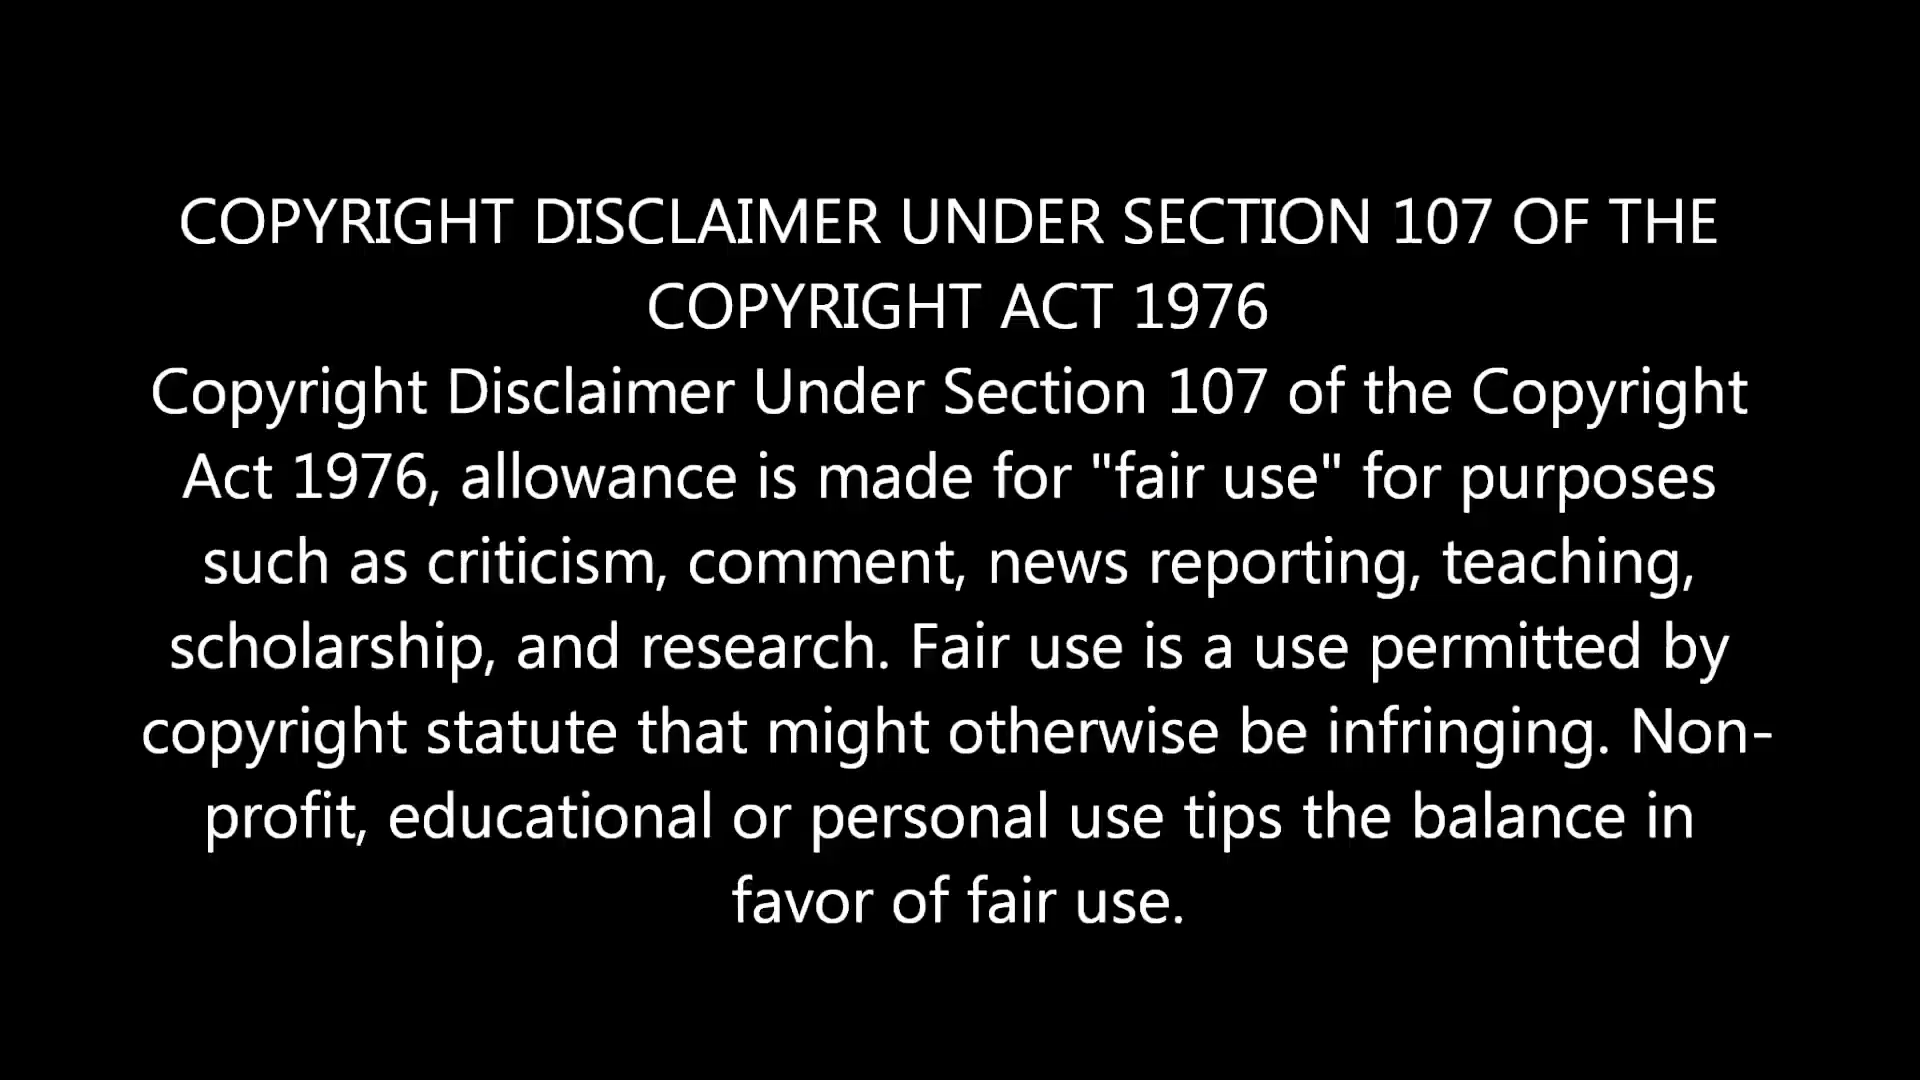 COPYRIGHT DISCLAIMER UNDER SECTION 107 OF THE
COPYRIGHT ACT 1976
Copyright Disclaimer Under Section 107 of the Copyright
Act 1976, allowance is made for "fair use" for purposes
such as criticism, comment, news reporting, teaching,
scholarship, and research. Fair use is a use permitted by
copyright statute that might otherwise be infringing. Non-
profit, educational or personal use tips the balance in
favor of fair use.